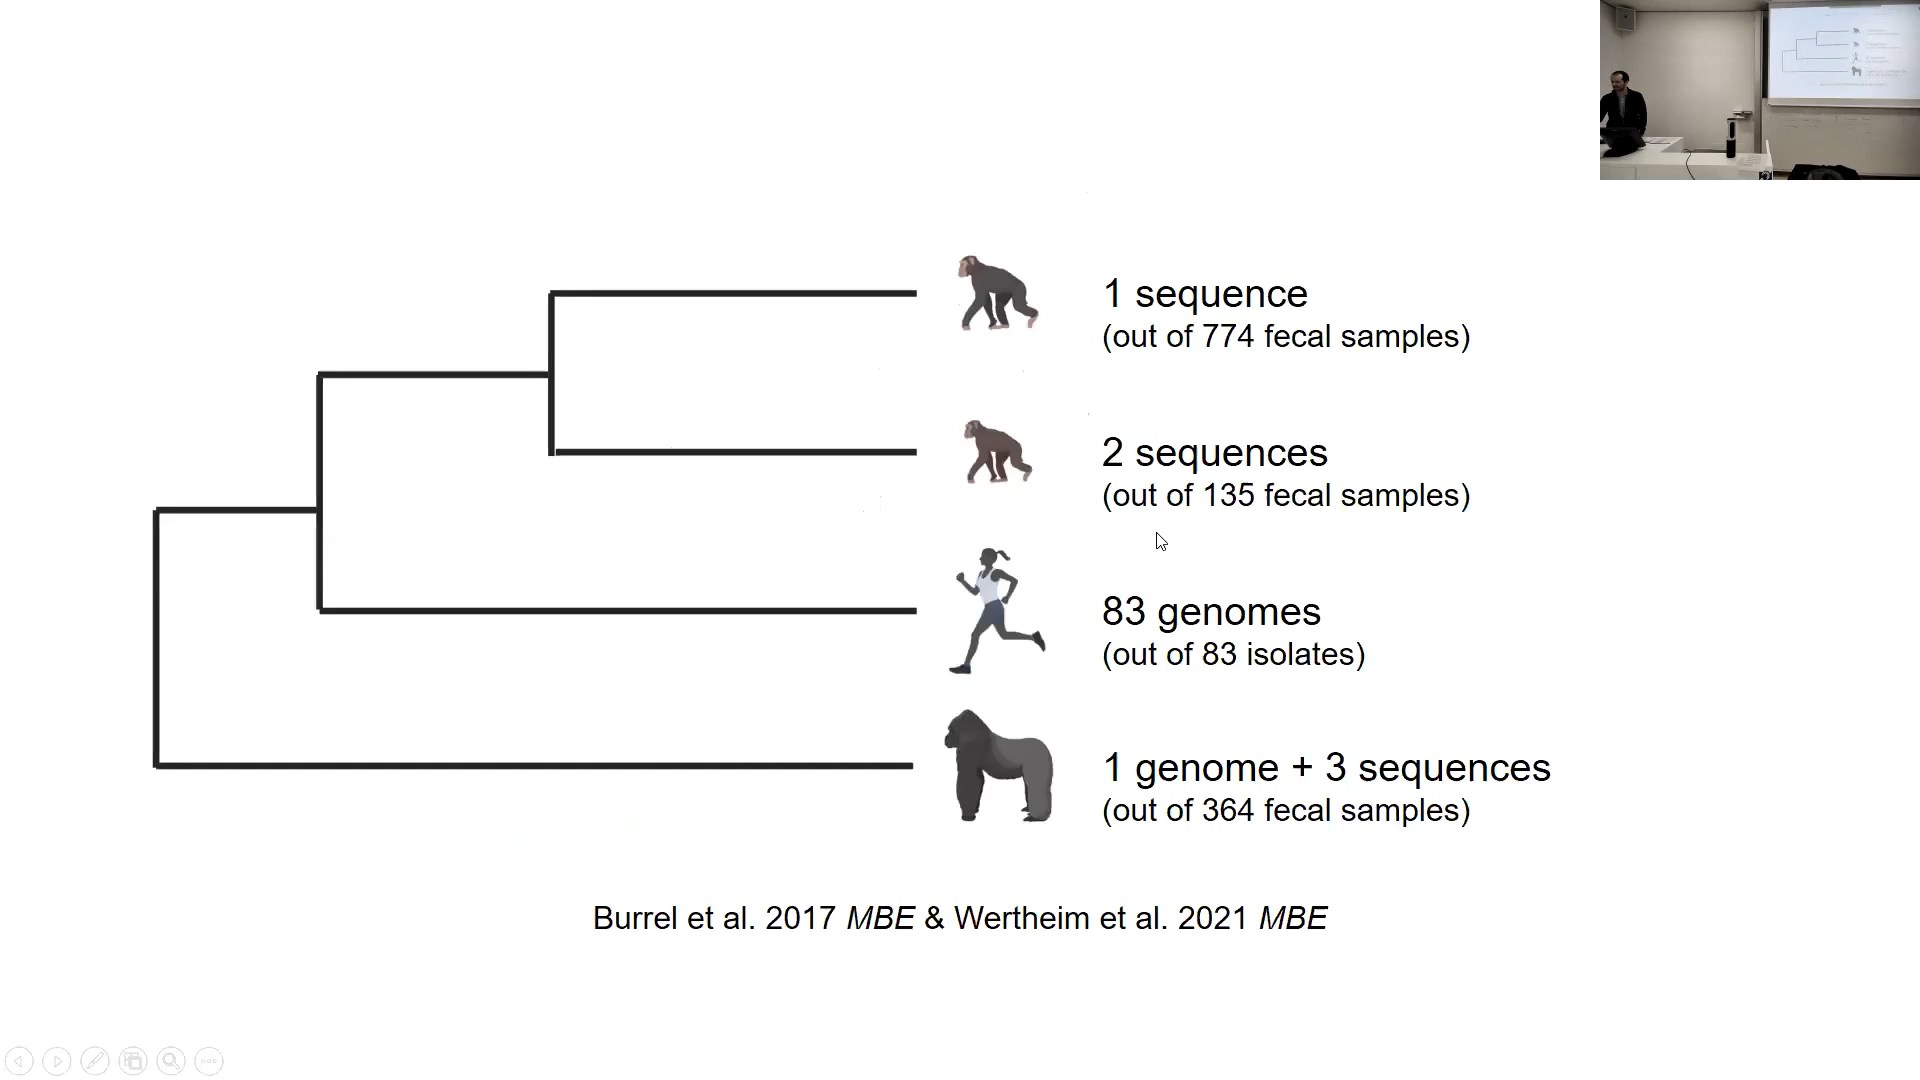 1 sequence
(out of 774 fecal samples)
2 sequences
(out of 135 fecal samples)
83 genomes
(out of 83 isolates)
1 genome + 3 sequences
(out of 364 fecal samples)
Burrel et al. 2017 MBE & Wertheim et al. 2021 MBE